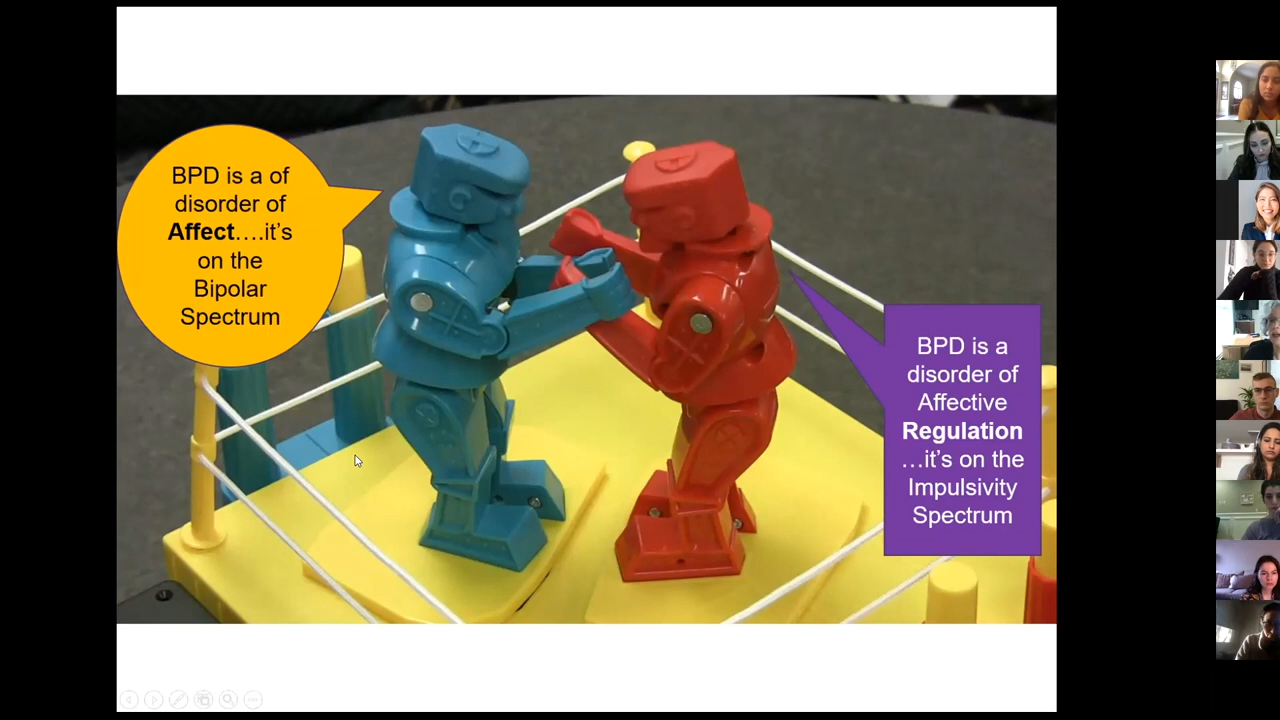 BPD is a of
disorder of
Affect….it’s
on the
Bipolar
Spectrum
BPD is a
disorder of
Affective
Regulation
…it’s on the
Impulsivity
Spectrum